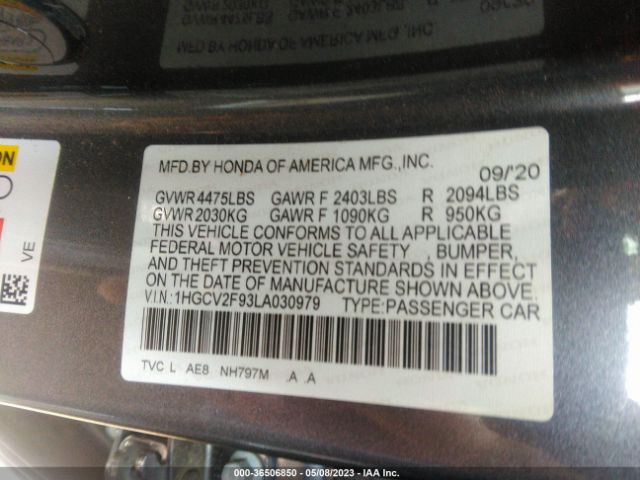 MFD.BY HONDA OF AMERICA MFG.,INC.
09/'20
GVWR 4475LBS GAWR F 2403LBS R 2094LBS
GVWR 2030KG GAWR F 1090KG R 950KG
THIS VEHICLE CONFORMS TO ALL APPLICABLE
FEDERAL MOTOR VEHICLE SAFETY , BUMPER,
AND THEFT PREVENTION STANDARDS IN EFFECT
ON THE DATE OF MANUFACTURE SHOWN ABOVE.
V.I.N.:1HGCV2F93LA030979 TYPE:PASSENGER CAR
TVC L AE8 NH797M .A A
VE
000-36506850 - 05/08/2023 - IAA Inc.